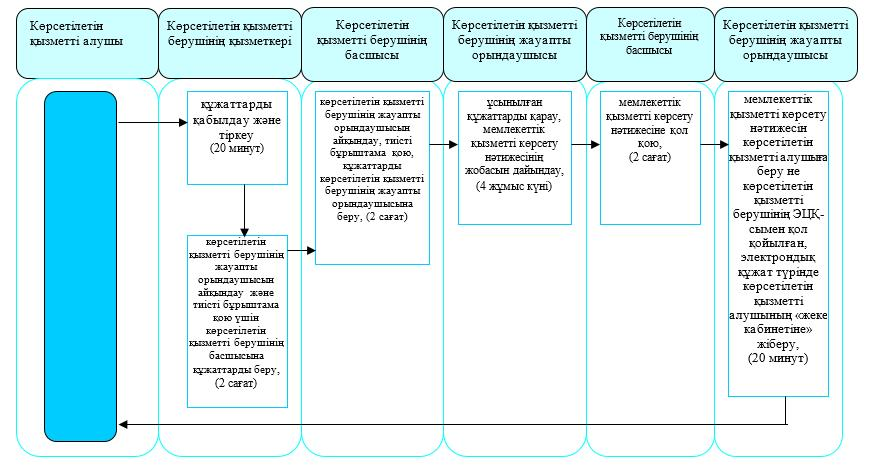 Көрсетілетін
қызметті алушы
Көрсетілетін қызметті
берушінің қызметкері
Көрсетілетін
қызметті берушінің
басшысы
Көрсетілетін қызметті
берушінің жауапты
орындаушысы
Көрсетілетін
қызметті берушінің
басшысы
Көрсетілетін қызметті
берушінің жауапты
орындаушысы
құжаттарды
қабылдау және
тіркеу
(20 минут)
көрсетілетін
қызметті берушінің
жауапты
орындаушысын
айқындау және
тиісті бұрыштама
қою үшін
көрсетілетін
қызметті берушінің
басшысына
құжаттарды беру,
(2 сағат)
көрсетілетін қызметті
берушінің жауапты
орындаушысын
айқындау, тиісті
бұрыштама қою,
құжаттарды
көрсетілетін қызметті
берушінің жауапты
орындаушысына
беру, (2 сағат)
ұсынылған
құжаттарды қарау,
мемлекеттік
қызметті көрсету
нәтижесінің
жобасын дайындау,
(4 жұмыс күні)
мемлекеттік
қызметті көрсету
нәтижесіне қол
қою,
(2 сағат)
мемлекеттік
қызметті көрсету
нәтижесін
көрсетілетін
қызметті алушыға
беру не
көрсетілетін
қызметті
берушінің ЭЦҚ-
сымен қол
қойылған,
электрондық
құжат түрінде
көрсетілетін
қызметті
алушының «жеке
кабинетіне»
жіберу,
(20 минут)